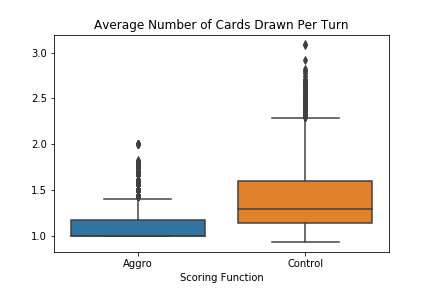 Average Number of Cards Drawn Per Turn
3.0
2.5
2.0
1.5
1.0
Aggro Control
Scoring Function